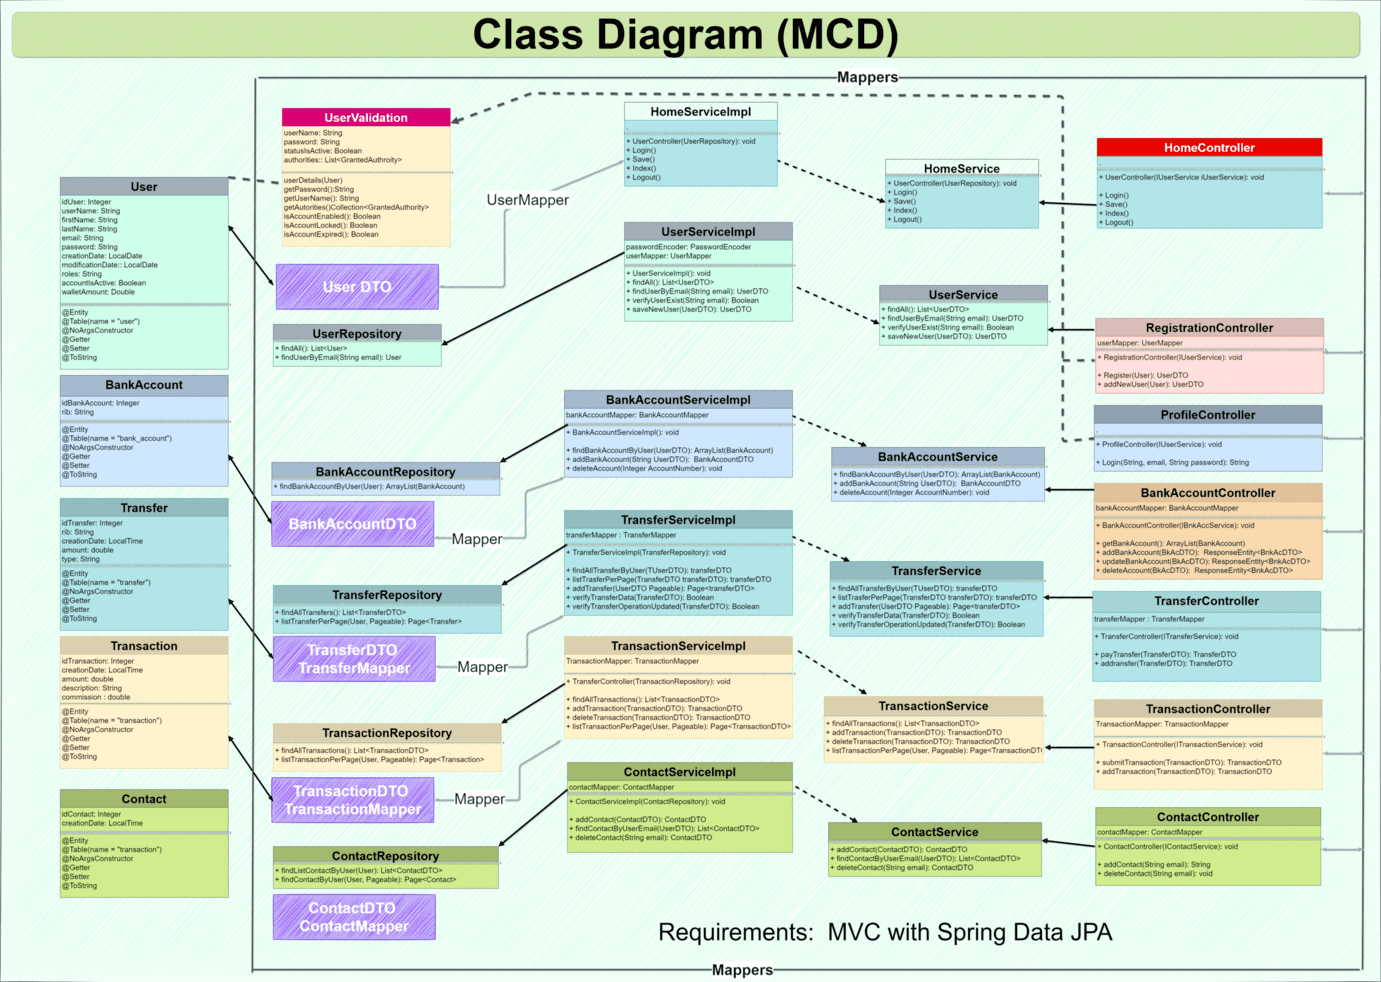 Class Diagram (MCD)
Mappers
User
idUser: Integer
userName: String
firstName: String
lastName: String
email: String
password: String
creationDate: LocalDate
modificationDate:: LocalDate
roles: String
accountIsActive: Boolean
walletAmount: Double
@Entity
@Table(name = "user")
@NoArgsConstructor
@Getter
@Setter
@ToString
BankAccount
idBankAccount: Integer
rib: String
@Entity
@Table(name = "bank_account")
@NoArgsConstructor
@Getter
@Setter
@ToString
Transfer
idTransfer: Integer
rib: String
creationDate: LocalTime
amount: double
type: String
@Entity
@Table(name = "transfer")
@NoArgsConstructor
@Getter
@Setter
@ToString
Transaction
idTransaction: Integer
creationDate: LocalTime
amount: double
description: String
commission : double
@Entity
@Table(name = "transaction")
@NoArgsConstructor
@Getter
@Setter
@ToString
Contact
idContact: Integer
creationDate: LocalTime
@Entity
@Table(name = "transaction")
@NoArgsConstructor
@Getter
@Setter
@ToString
UserValidation
userName: String
password: String
statusIsActive: Boolean
authorities:: List<GrantedAuthroity>
userDetails(User)
getPassword():String
getUserName(): String
getAutorities()Collection<GrantedAuthority>
isAccountEnabled(): Boolean
isAccountLocked(): Boolean
isAccountExpired(): Boolean
User DTO
UserRepository
+ findAll(): List<User>
+ findUserByEmail(String email): User
BankAccountRepository
+ findBankAccountByUser(User): ArrayList(BankAccount)
BankAccountDTO
TransferRepository
+ findAllTransfers(): List<TransferDTO>
+ listTransferPerPage(User, Pageable): Page<Transfer>
TransferDTO
TransferMapper
TransactionRepository
+ findAllTransactions(): List<TransactionDTO>
+ listTransactionPerPage(User, Pageable): Page<Transaction>
TransactionDTO
TransactionMapper
ContactRepository
+ findListContactByUser(User): List<ContactDTO>
+ findContactByUser(User, Pageable): Page<Contact>
ContactDTO
ContactMapper
UserMapper
Mapper
Mapper
Mapper
HomeServiceImpl
+ UserController(UserRepository): void
+ Login()
+ Save()
+ Index()
+ Logout()
UserServiceImpl
passwordEncoder: PasswordEncoder
userMapper: UserMapper
+ UserServiceImpl(): void
+ findAll(): List<UserDTO>
+ findUserByEmail(String email): UserDTO
+ verifyUserExist(String email): Boolean
+ saveNewUser(UserDTO): UserDTO
BankAccountServiceImpl
bankAccountMapper: BankAccountMapper
+ BankAccountServiceImpl(): void
+ findBankAccountByUser(UserDTO): ArrayList(BankAccount)
+ addBankAccount(String UserDTO): BankAccountDTO
+ deleteAccount(Integer AccountNumber): void
TransferServiceImpl
transferMapper : TransferMapper
+ TransferServiceImpl(TransferRepository): void
+ findAllTransferByUser(TUserDTO): transferDTO
+ listTrasferPerPage(TransferDTO transferDTO): transferDTO
+ addTransfer(UserDTO Pageable): Page<transferDTO>
+ verifyTransferData(TransferDTO): Boolean
+ verifyTransferOperationUpdated(TransferDTO): Boolean
TransactionServiceImpl
TransactionMapper: TransactionMapper
+ TransferController(TransactionRepository): void
+ findAllTransactions(): List<TransactionDTO>
+ addTransaction(TransactionDTO): TransactionDTO
+ deleteTransaction(TransactionDTO): TransactionDTO
+ listTransactionPerPage(User, Pageable): Page<TransactionDTO>
ContactServiceImpl
contactMapper: ContactMapper
+ ContactServiceImpl(ContactRepository): void
+ addContact(ContactDTO): ContactDTO
+ findContactByUserEmail(UserDTO): List<ContactDTO>
+ deleteContact(String email): ContactDTO
HomeService
+ UserController(UserRepository): void
+ Login()
+ Save()
+ Index()
+ Logout()
UserService
+ findAll(): List<UserDTO>
+ findUserByEmail(String email): UserDTO
+ verifyUserExist(String email): Boolean
+ saveNewUser(UserDTO): UserDTO
BankAccountService
+ findBankAccountByUser(UserDTO): ArrayList(BankAccount)
+ addBankAccount(String UserDTO): BankAccountDTO
+ deleteAccount(Integer AccountNumber): void
TransferService
+ findAllTransferByUser(TUserDTO): transferDTO
+ listTrasferPerPage(TransferDTO transferDTO): transferDTO
+ addTransfer(UserDTO Pageable): Page<transferDTO>
+ verifyTransferData(TransferDTO): Boolean
+ verifyTransferOperationUpdated(TransferDTO): Boolean
TransactionService
+ findAllTransactions(): List<TransactionDTO>
+ addTransaction(TransactionDTO): TransactionDTO
+ deleteTransaction(TransactionDTO): TransactionDTO
+ listTransactionPerPage(User, Pageable): Page<TransactionDT
ContactService
+ addContact(ContactDTO): ContactDTO
+ findContactByUserEmail(UserDTO): List<ContactDTO>
+ deleteContact(String email): ContactDTO
HomeController
+ UserController(IUserService iUserService): void
+ Login()
+ Save()
+ Index()
+ Logout()
RegistrationController
userMapper: UserMapper
+ RegistrationController(IUserService): void
+ Register(User): UserDTO
+ addNewUser(User): UserDTO
ProfileController
+ ProfileController(IUserService): void
+ Login(String, email, String password): String
BankAccountController
bankAccountMapper: BankAccountMapper
+ BankAccountController(IBnkAccService): void
+ getBankAccount(): ArrayList(BankAccount)
+ addBankAccount(BkAcDTO): ResponseEntity<BnkAcDTO>
+ updateBankAccount(BkAcDTO): ResponseEntity<BnkAcDTO>
+ deleteAccount(BkAcDTO): ResponseEntity<BnkAcDTO>
TransferController
transferMapper : TransferMapper
+ TransferController(ITransferService): void
+ payTransfer(TransferDTO): TransferDTO
+ addtransfer(TransferDTO): TransferDTO
TransactionController
TransactionMapper: TransactionMapper
+ TransactionController(ITransactionService): void
+ submitTransaction(TransactionDTO): TransactionDTO
+ addTransaction(TransactionDTO): TransactionDTO
ContactController
contactMapper: ContactMapper
+ ContactController(IContactService): void
+ addContact(String email): String
+ deleteContact(String email): void
Requirements: MVC with Spring Data JPA
Mappers